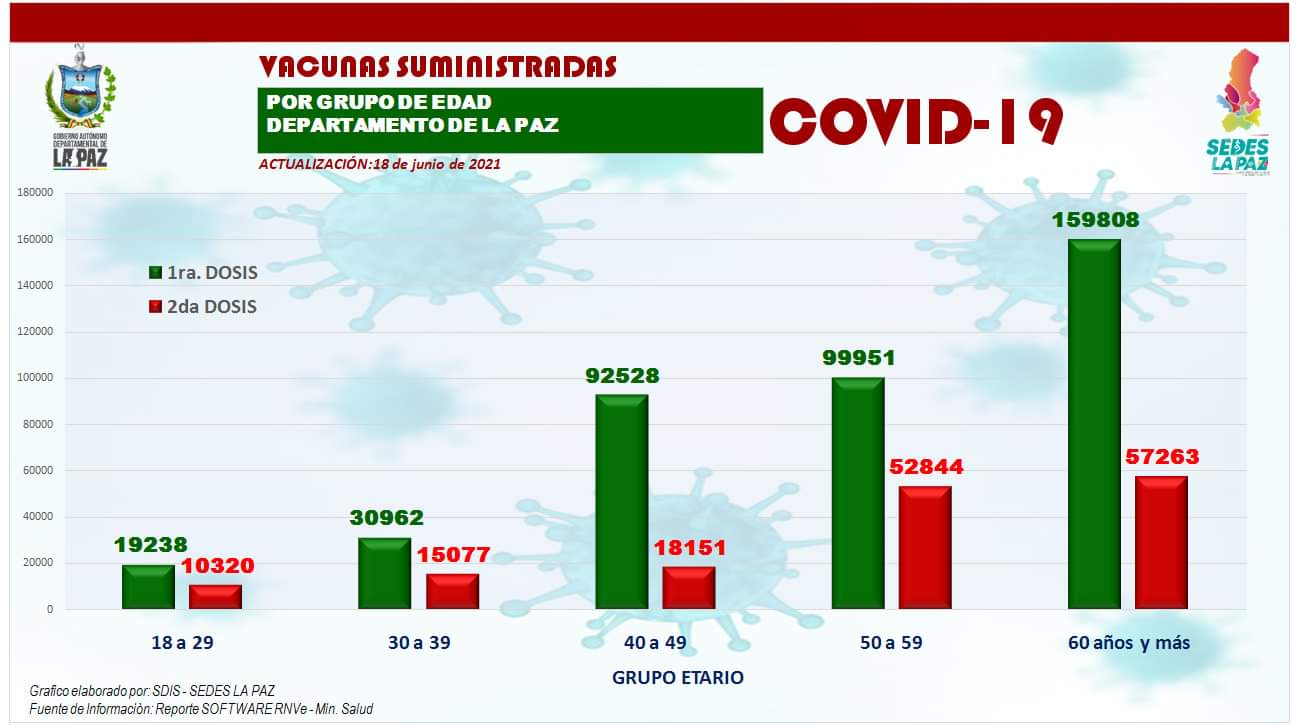 VACUNAS SUMINISTRADAS
POR GRUPO DE EDAD
DEPARTAMENTO DE LA PAZ
COVID-19
ACTUALIZACIÓN:18 de junio de 2021
GOBIERNO AUTÓNOMO
DEPARTAMENTAL DE
LA PAZ
SEDES
LA PAZ
180000
160000
140000
120000
100000
80000
60000
40000
20000
0
1ra. DOSIS
2da DOSIS
19238
10320
30962
15077
92528
18151
99951
52844
159808
57263
18 a 29
30 a 39
40 a 49
50 a 59
60 años y más
GRUPO ETARIO
Grafico elaborado por: SDIS - SEDES LA PAZ
Fuente de Informaciòn: Reporte SOFTWARE RNVe - Min. Salud